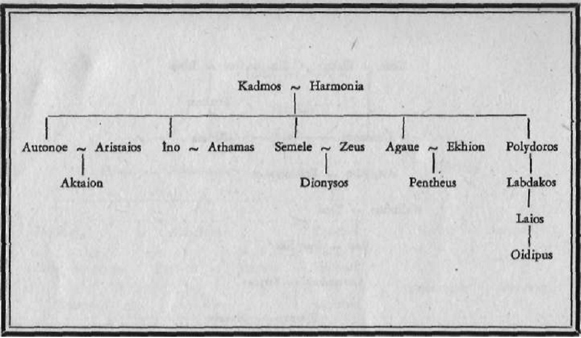 Kadmos ~ Harmonia
Autonoe ~ Aristaios Ino ~ Athamas Semele ~ Zeus Agaue ~ Ekhion Polydoros
Aktaion Dionysos Pentheus Labdakos
Laios
Oidipus